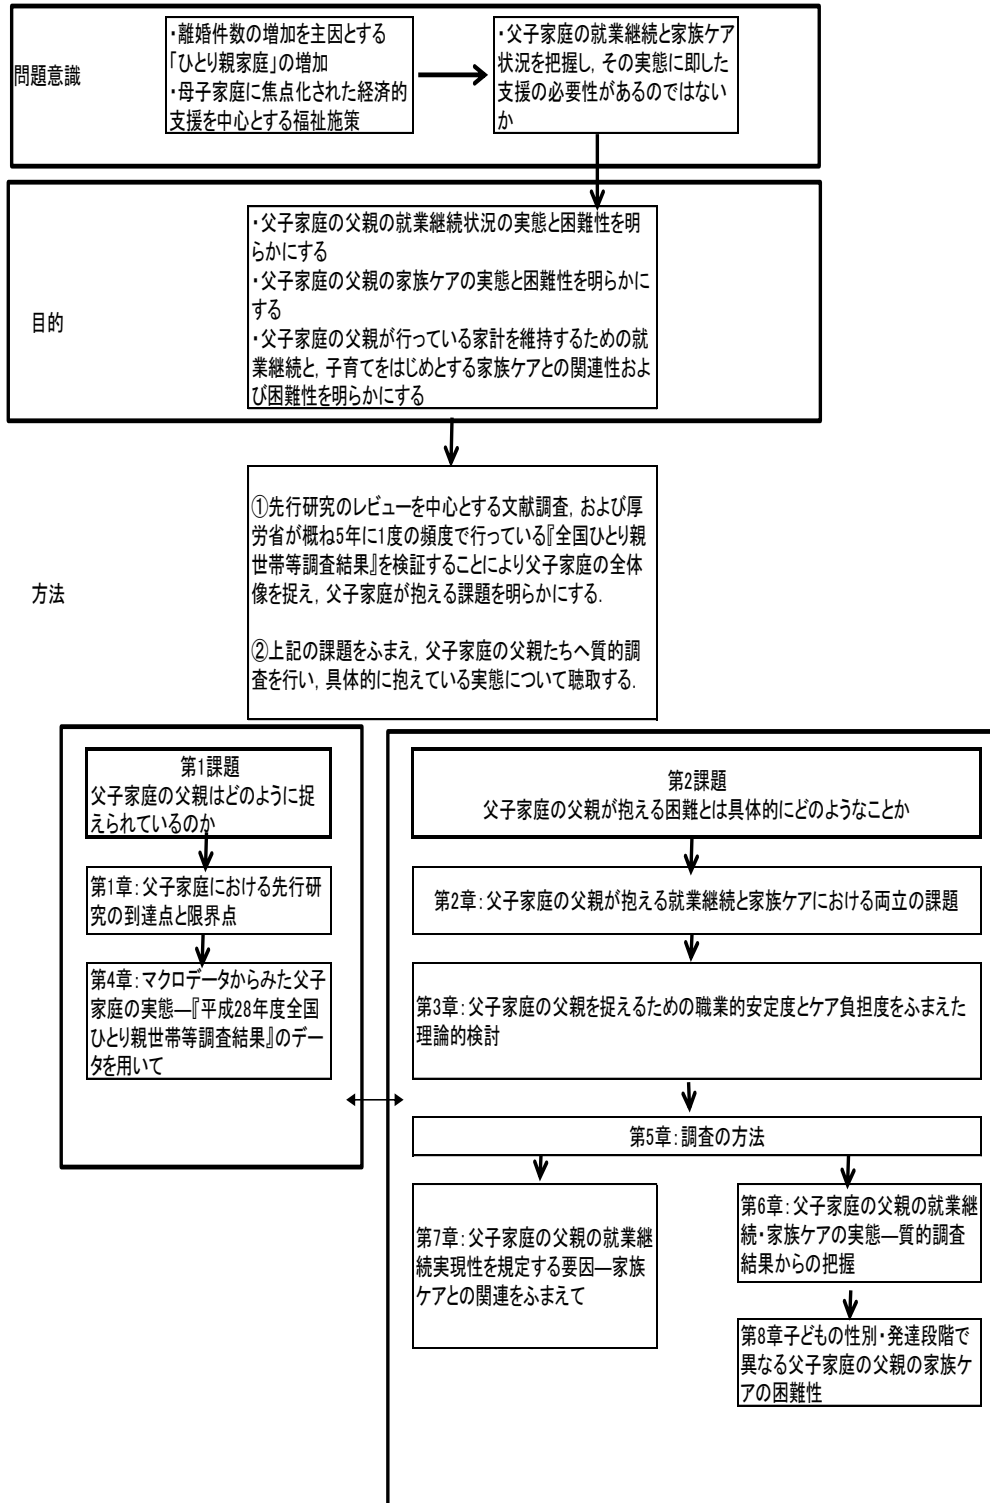 問題意識
・離婚件数の増加を主因とする
「ひとり親家庭」の増加
・母子家庭に焦点化された経済的
支援を中心とする福祉施策
・父子家庭の就業継続と家族ケア
状況を把握し，その実態に即した
支援の必要性があるのではない
か
目的
・父子家庭の父親の就業継続状況の実態と困難性を明
らかにする
・父子家庭の父親の家族ケアの実態と困難性を明らかに
する
・父子家庭の父親が行っている家計を維持するための就
業継続と，子育てをはじめとする家族ケアとの関連性およ
び困難性を明らかにする
方法
①先行研究のレビューを中心とする文献調査，および厚
労省が概ね5年に1度の頻度で行っている『全国ひとり親
世帯等調査結果』を検証することにより父子家庭の全体
像を捉え，父子家庭が抱える課題を明らかにする．
②上記の課題をふまえ，父子家庭の父親たちへ質的調
査を行い，具体的に抱えている実態について聴取する．
第1課題
父子家庭の父親はどのように捉
えられているのか
第1章：父子家庭における先行研
究の到達点と限界点
第4章：マクロデータからみた父子
家庭の実態―『平成28年度全国
ひとり親世帯等調査結果』のデー
タを用いて
第2課題
父子家庭の父親が抱える困難とは具体的にどのようなことか
第2章：父子家庭の父親が抱える就業継続と家族ケアにおける両立の課題
第3章：父子家庭の父親を捉えるための職業的安定度とケア負担度をふまえた
理論的検討
第5章：調査の方法
第7章：父子家庭の父親の就業継
続実現性を規定する要因―家族
ケアとの関連をふまえて
第6章：父子家庭の父親の就業継
続・家族ケアの実態―質的調査
結果からの把握
第8章子どもの性別・発達段階で
異なる父子家庭の父親の家族ケ
アの困難性